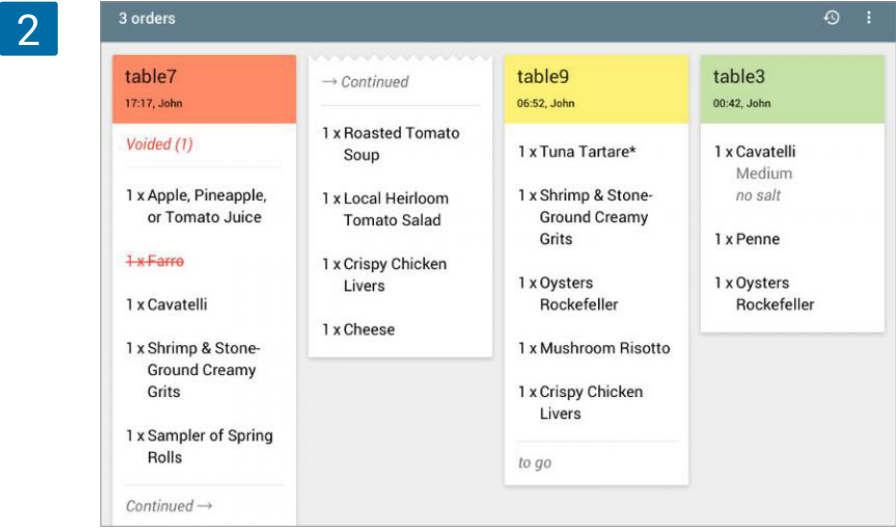 2
3 orders
table7
17:17, John
Voided (1)
1 x Apple, Pineapple,
or Tomato Juice
1 x Farro
1 x Cavatelli
1 x Shrimp & Stone-
Ground Creamy
Grits
1 x Sampler of Spring
Rolls
Continued →
→ Continued
1 x Roasted Tomato
Soup
1 x Local Heirloom
Tomato Salad
1 x Crispy Chicken
Livers
1 x Cheese
table9
06:52, John
1 x Tuna Tartare*
1 x Shrimp & Stone-
Ground Creamy
Grits
1 x Oysters
Rockefeller
1 x Mushroom Risotto
1 x Crispy Chicken
Livers
to go
table3
00:42, John
1 x Cavatelli
Medium
no salt
1 x Penne
1 x Oysters
Rockefeller